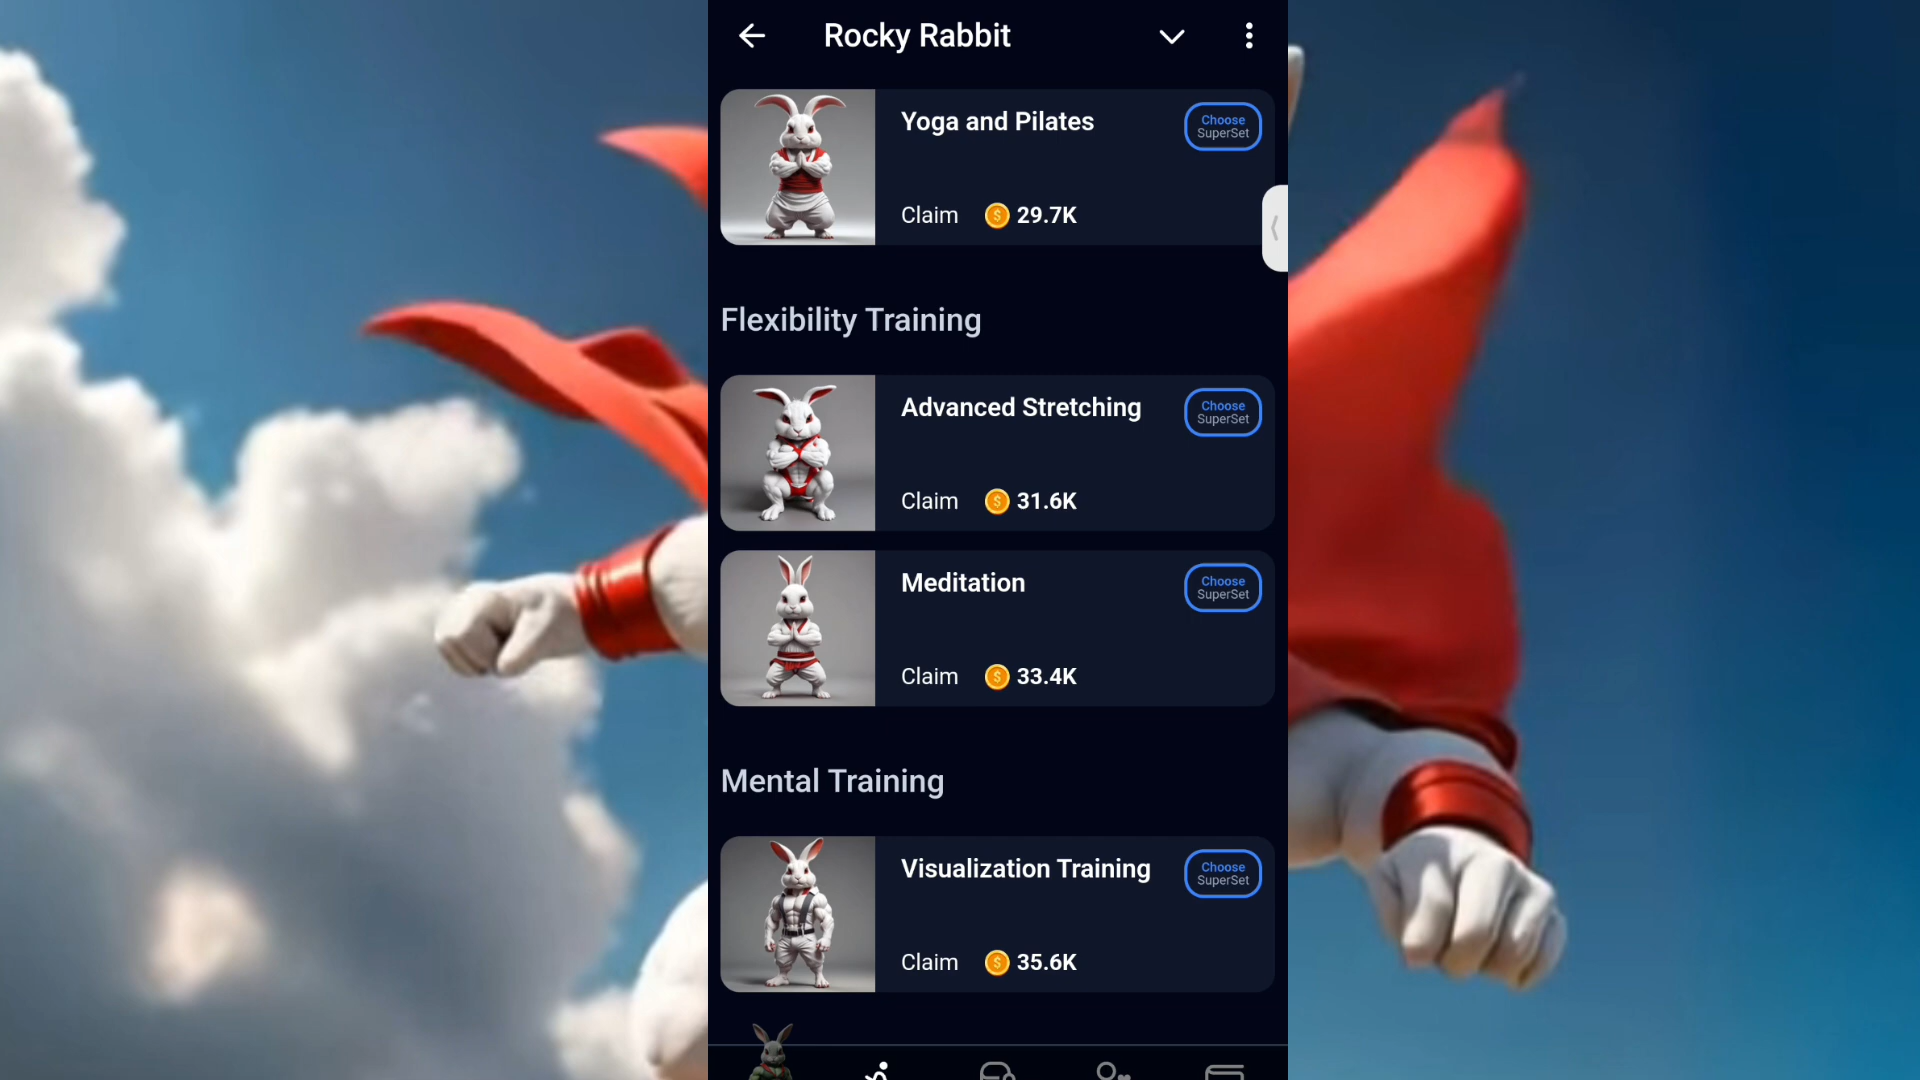 Rocky Rabbit
Yoga and Pilates
Choose
SuperSet
Claim 29.7K
Flexibility Training
Advanced Stretching
Choose
SuperSet
Claim 31.6K
Meditation
Choose
SuperSet
Claim 33.4K
Mental Training
Visualization Training
Choose
SuperSet
Claim 35.6K